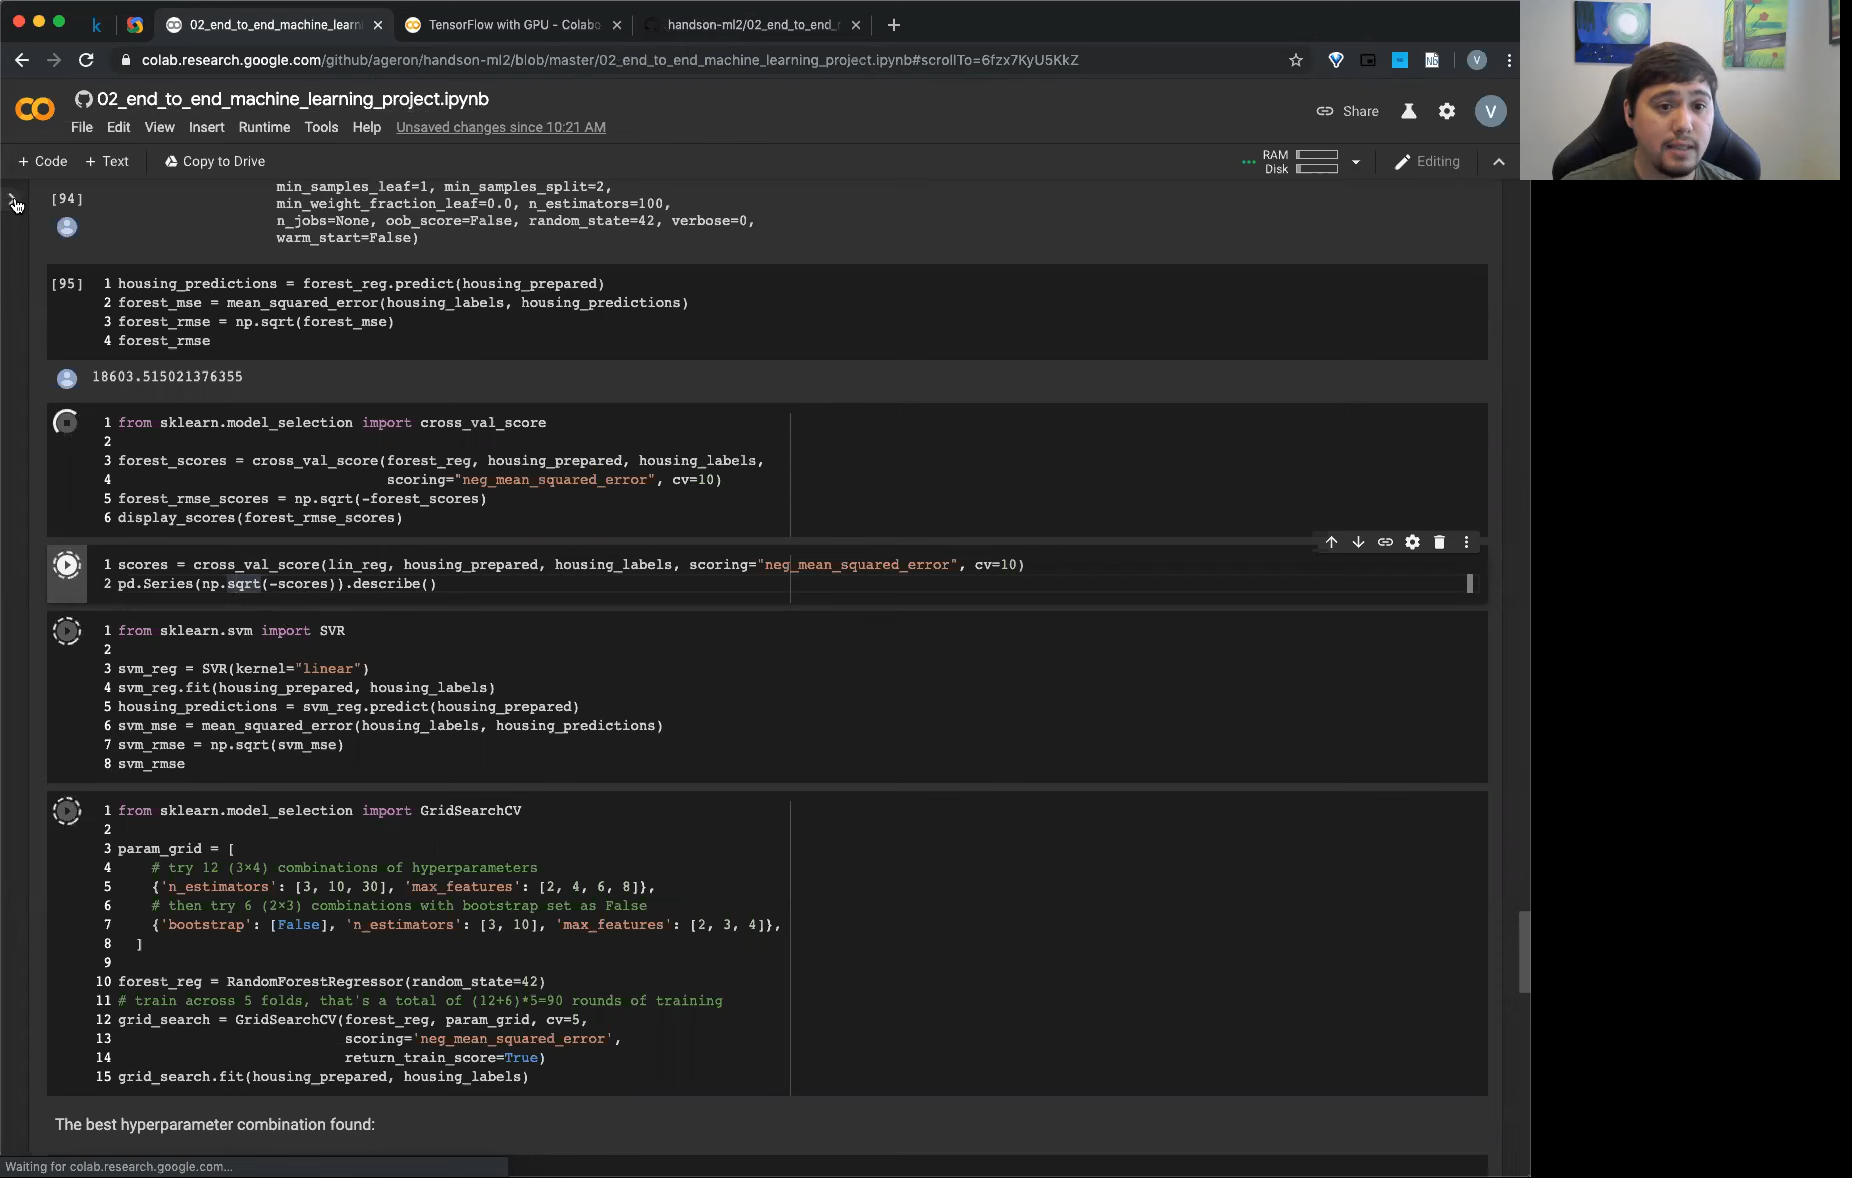 k
02_end_to_end_machine_learni
TensorFlow with GPU - Colabo
handson-ml2/02_end_to_end_
colab.research.google.com/github/ageron/handson-ml2/blob/master/02_end_to_end_machine_learning_project.ipynb#scrollTo=6fzx7KyU5KkZ
V
02_end_to_end_machine_learning_project.ipynb
Share
V
File Edit View Insert Runtime Tools Help Unsaved changes since 10:21 AM
+ Code + Text Copy to Drive
RAM
Disk
Editing
min_samples_leaf=1, min_samples_split=2,
[94]
min_weight_fraction_leaf=0.0, n_estimators=100,
n_jobs=None, oob_score=False, random_state=42, verbose=0,
warm_start=False)
[95] 1 housing_predictions = forest_reg.predict(housing_prepared)
2 forest_mse = mean_squared_error(housing_labels, housing_predictions)
3 forest_rmse = np.sqrt(forest_mse)
4 forest_rmse
18603.515021376355
1 from sklearn.model_selection import cross_val_score
2
3 forest_scores = cross_val_score(forest_reg, housing_prepared, housing_labels,
4 scoring="neg_mean_squared_error", cv=10)
5 forest_rmse_scores = np.sqrt(-forest_scores)
6 display_scores(forest_rmse_scores)
1 scores = cross_val_score(lin_reg, housing_prepared, housing_labels, scoring="neg_mean_squared_error", cv=10)
2 pd.Series(np.sqrt(-scores)).describe()
1 from sklearn.svm import SVR
2
3 svm_reg = SVR(kernel="linear")
4 svm_reg.fit(housing_prepared, housing_labels)
5 housing_predictions = svm_reg.predict(housing_prepared)
6 svm_mse = mean_squared_error(housing_labels, housing_predictions)
7 svm_rmse = np.sqrt(svm_mse)
8 svm_rmse
1 from sklearn.model_selection import GridSearchCV
2
3 param_grid = [
4 # try 12 (3×4) combinations of hyperparameters
5 {'n_estimators': [3, 10, 30], 'max_features': [2, 4, 6, 8]},
6 # then try 6 (2×3) combinations with bootstrap set as False
7 {'bootstrap': [False], 'n_estimators': [3, 10], 'max_features': [2, 3, 4]},
8 ]
9
10 forest_reg = RandomForestRegressor(random_state=42)
11 # train across 5 folds, that's a total of (12+6)*5=90 rounds of training
12 grid_search = GridSearchCV(forest_reg, param_grid, cv=5,
13 scoring='neg_mean_squared_error',
14 return_train_score=True)
15 grid_search.fit(housing_prepared, housing_labels)
The best hyperparameter combination found:
Waiting for colab.research.google.com...